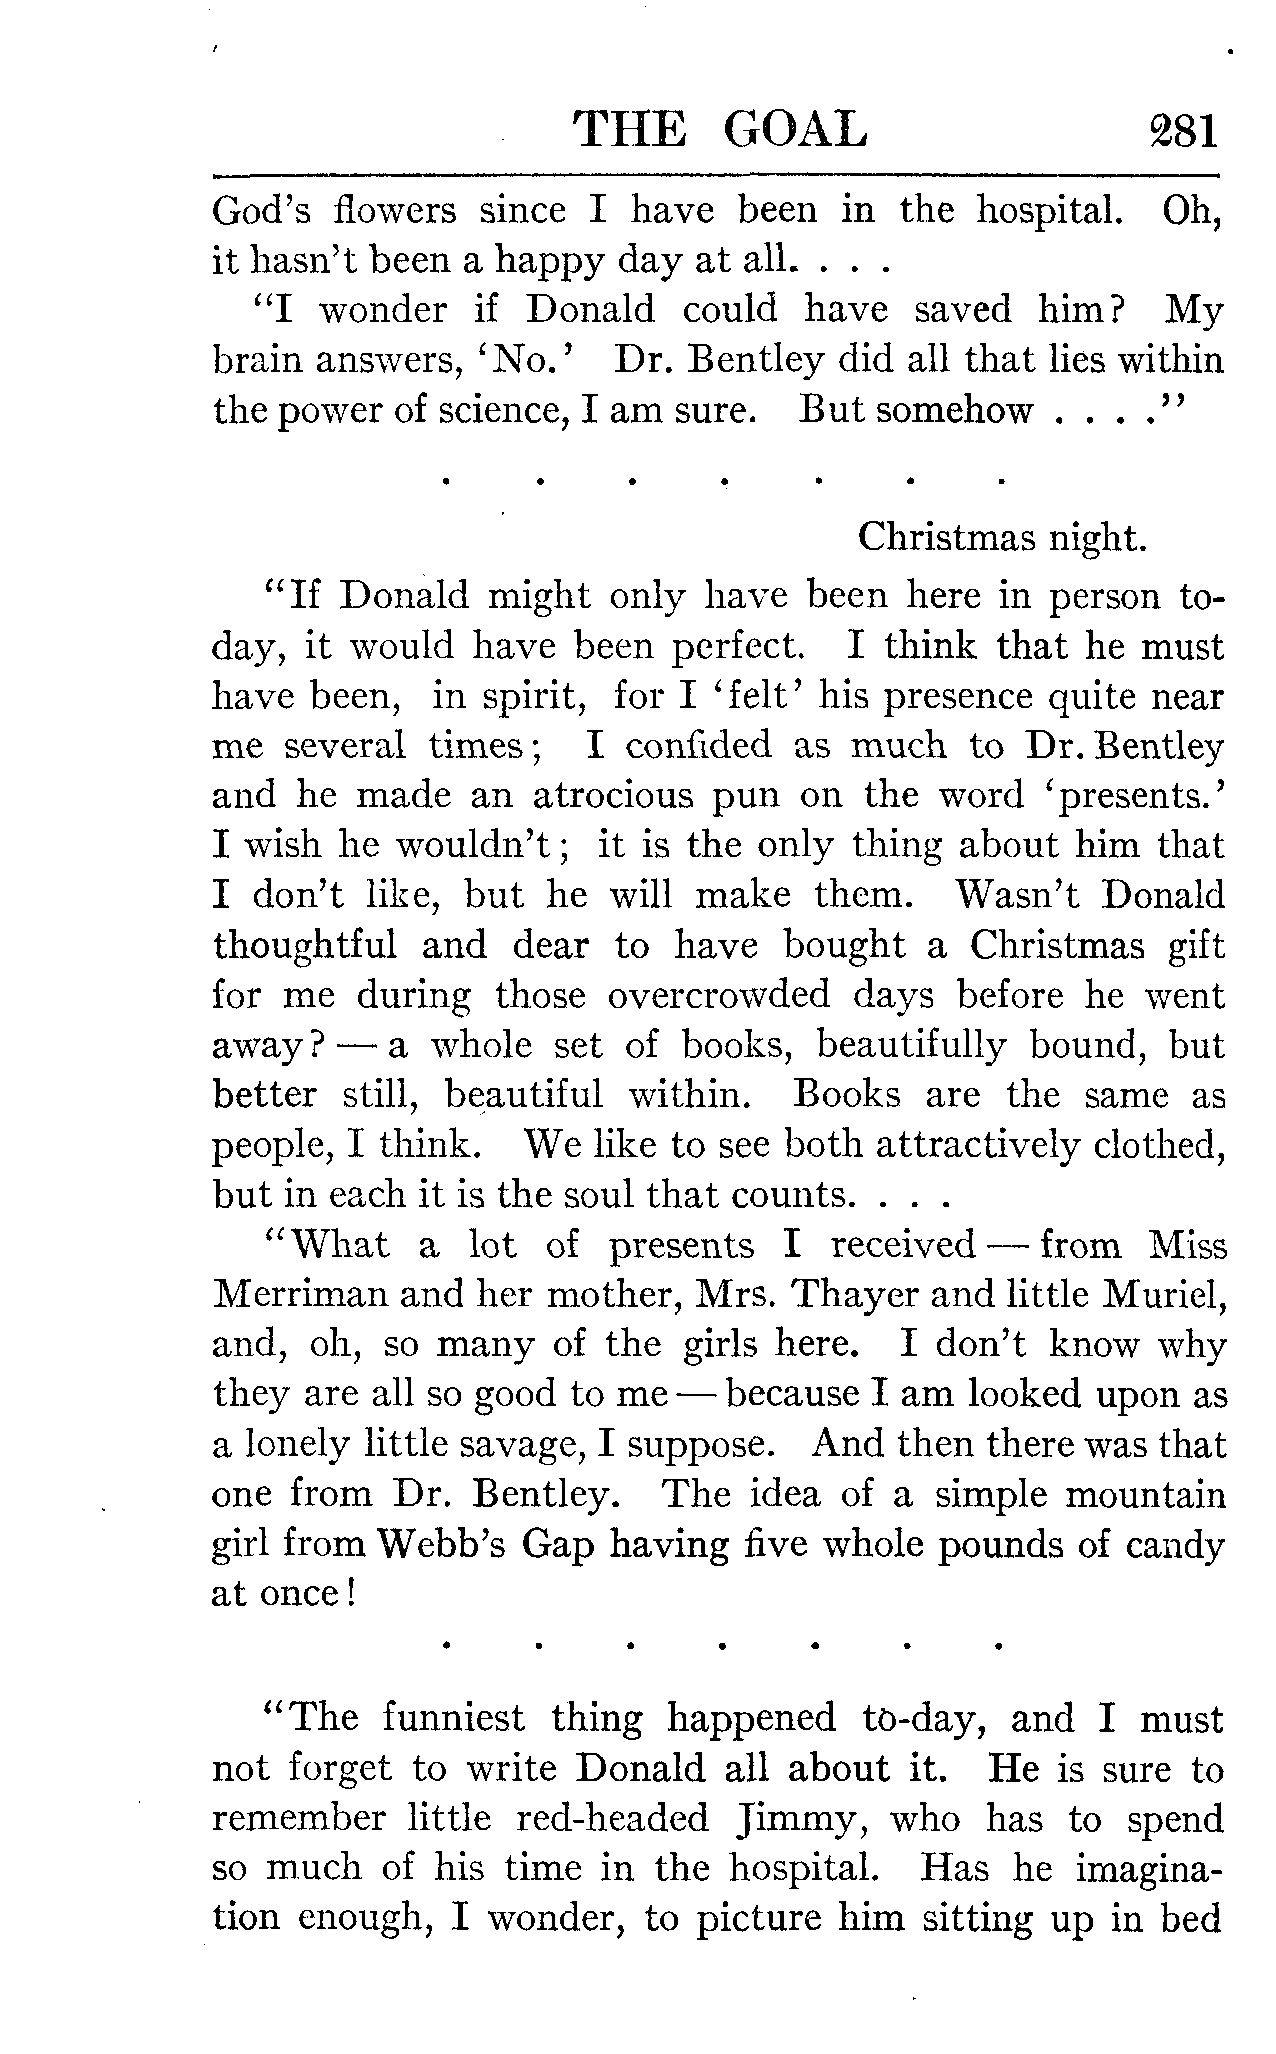 THE GOAL 281
God's flowers since I have been in the hospital. Oh,
it hasn't been a happy day at all. . . .
"I wonder if Donald could have saved him? My
brain answers, 'No.' Dr. Bentley did all that lies within
the power of science, I am sure. But somehow . . . ."
. . . . . . .
Christmas night.
"If Donald might only have been here in person to-
day, it would have been perfect. I think that he must
have been, in spirit, for I 'felt' his presence quite near
me several times; I confided as much to Dr. Bentley
and he made an atrocious pun on the word 'presents.'
I wish he wouldn't; it is the only thing about him that
I don't like, but he will make them. Wasn't Donald
thoughtful and dear to have bought a Christmas gift
for me during those overcrowded days before he went
away? — a whole set of books, beautifully bound, but
better still, beautiful within. Books are the same as
people, I think. We like to see both attractively clothed,
but in each it is the soul that counts. . . .
"What a lot of presents I received — from Miss
Merriman and her mother, Mrs. Thayer and little Muriel,
and, oh, so many of the girls here. I don't know why
they are all so good to me — because I am looked upon as
a lonely little savage, I suppose. And then there was that
one from Dr. Bentley. The idea of a simple mountain
girl from Webb's Gap having five whole pounds of candy
at once!
. . . . . . .
"The funniest thing happened to-day, and I must
not forget to write Donald all about it. He is sure to
remember little red-headed Jimmy, who has to spend
so much of his time in the hospital. Has he imagina-
tion enough, I wonder, to picture him sitting up in bed